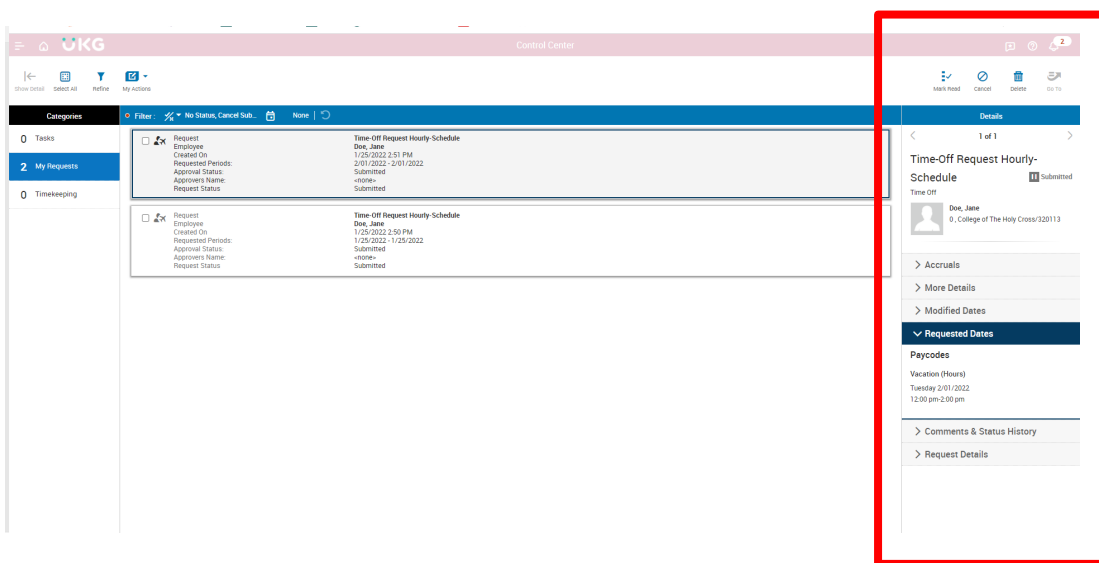 UKG
Control Center
2
Show Detail
Select All
Refine
My Actions
Mark Read
Cancel
Delete
Go To
Categories
Filter: No Status, Cancel Sub... None |
Details
0 Tasks
2 My Requests
0 Timekeeping
Request Time-Off Request Hourly-Schedule
Employee Doe, Jane
Created On 1/25/2022 2:51 PM
Requested Periods: 2/01/2022 - 2/01/2022
Approval Status: Submitted
Approvers Name: «none»
Request Status Submitted
Request Time-Off Request Hourly-Schedule
Employee Doe, Jane
Created On 1/25/2022 2:50 PM
Requested Periods: 1/25/2022 - 1/25/2022
Approval Status: Submitted
Approvers Name: «none»
Request Status Submitted
1 of 1
Time-Off Request Hourly-
Schedule Submitted
Time Off
Doe, Jane
0 , College of The Holy Cross/320113
Accruals
More Details
Modified Dates
Requested Dates
Paycodes
Vacation (Hours)
Tuesday 2/01/2022
12:00 pm-2:00 pm
Comments & Status History
Request Details